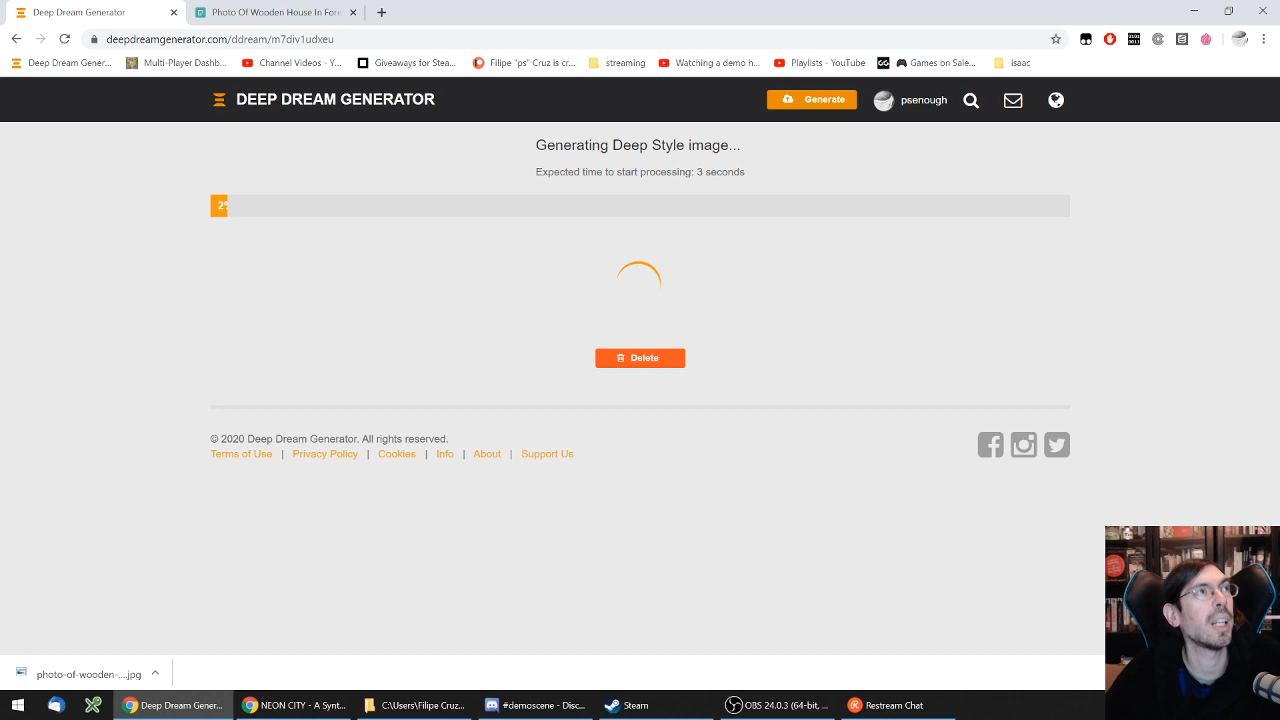 Deep Dream Generator
Photo Of Wooden House In Fore
deepdreamgenerator.com/ddream/m7div1udxeu
Deep Dream Gener...
Multi-Player Dashb...
Channel Videos - Y...
Giveaways for Stea...
Filipe "ps" Cruz is cr...
streaming
Watching a demo h...
Playlists - YouTube
GG
Games on Sale...
isaac
DEEP DREAM GENERATOR
Generate
psenough
Generating Deep Style image...
Expected time to start processing: 3 seconds
Delete
© 2020 Deep Dream Generator. All rights reserved.
Terms of Use | Privacy Policy | Cookies | Info | About | Support Us
photo-of-wooden-....jpg
Deep Dream Gener...
NEON CITY - A Synt...
C:\Users\Filipe Cruz...
#demoscene - Disc...
Steam
OBS 24.0.3 (64-bit, ...
Restream Chat